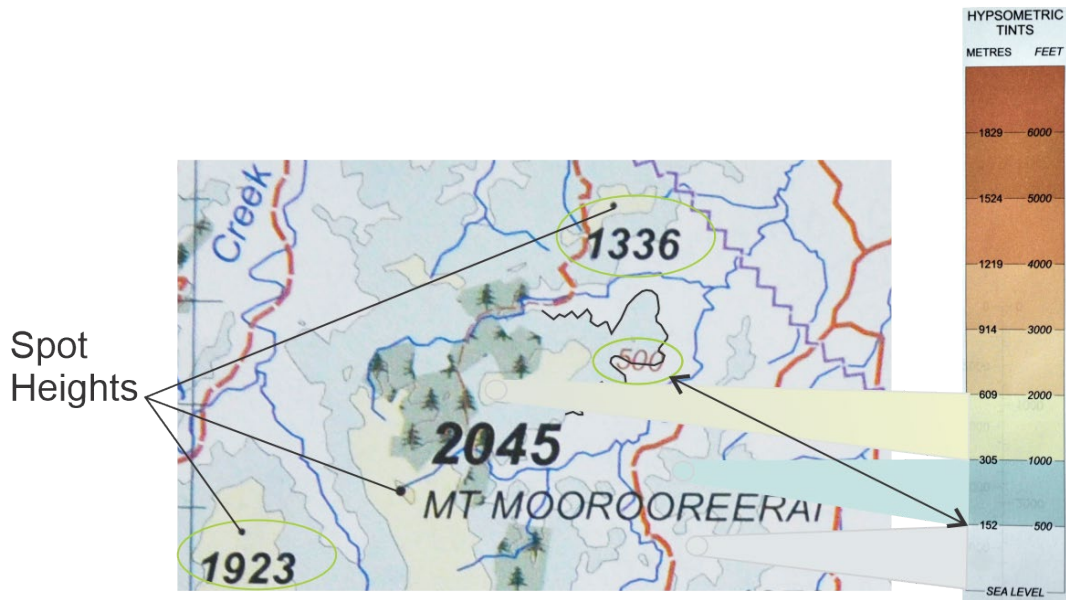 HYPSOMETRIC
TINTS
METRES FEET
1829 6000
1524 5000
1219 4000
914 3000
609 2000
305 1000
152 500
SEA LEVEL
Creek
1336
500
Spot
Heights
2045
MT MOOROOREERAI
1923